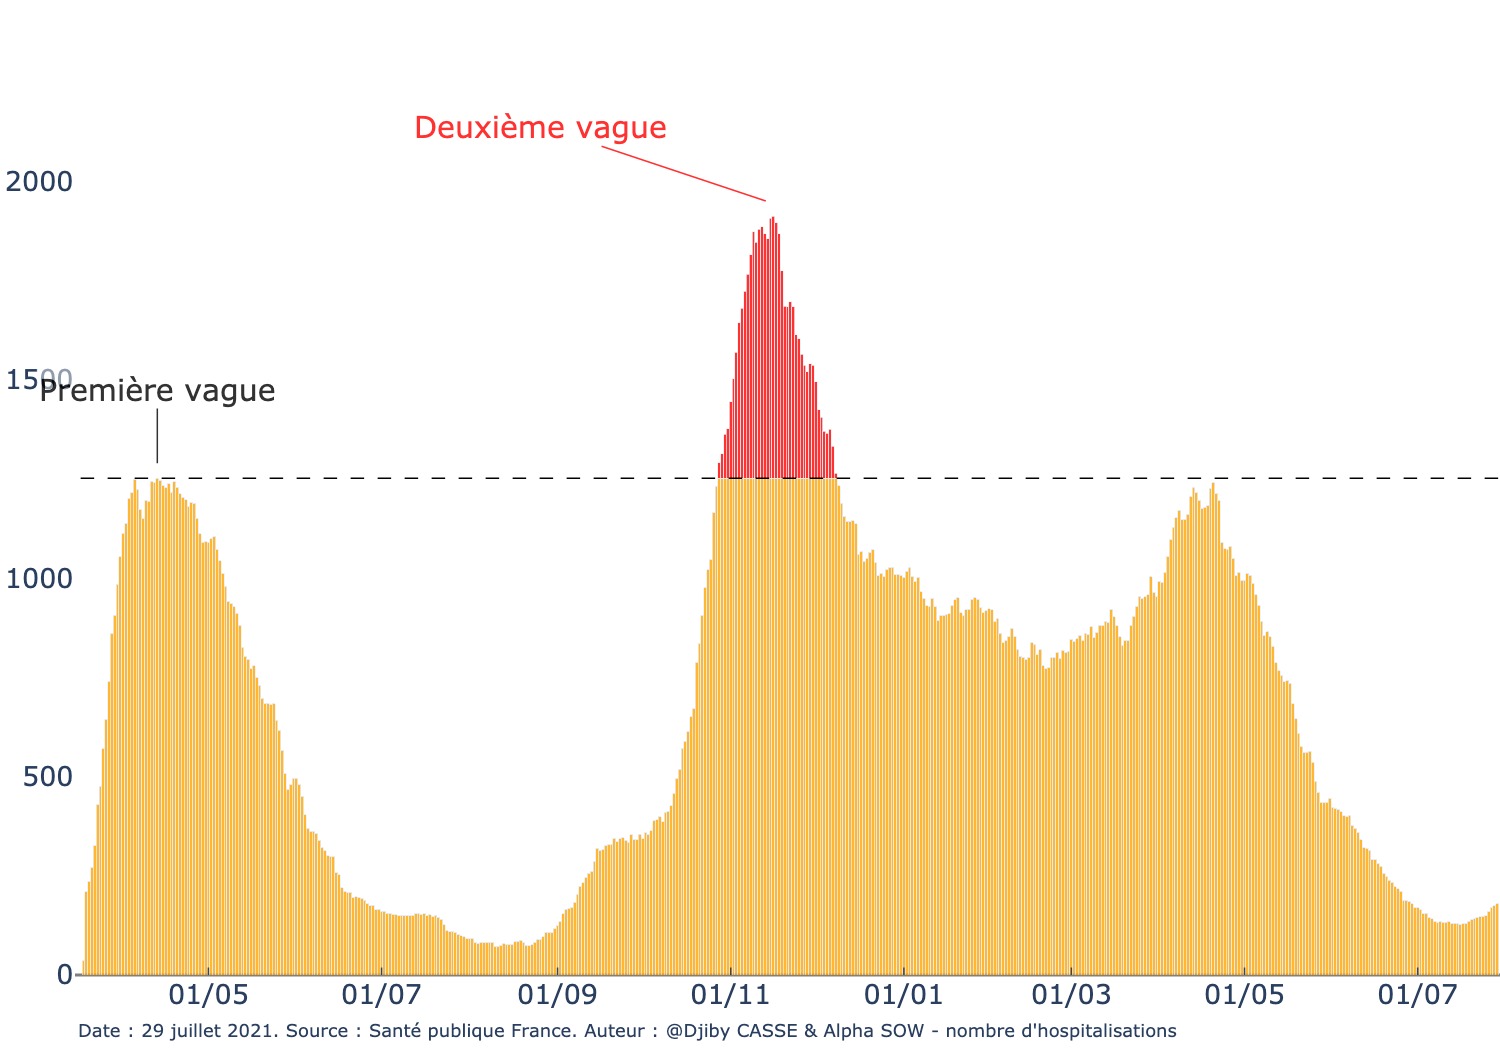 Deuxième vague
2000
1500
Première vague
1000
500
0
01/05 01/07 01/09 01/11 01/01 01/03 01/05 01/07
Date : 29 juillet 2021. Source : Santé publique France. Auteur : @Djiby CASSE & Alpha SOW - nombre d'hospitalisations